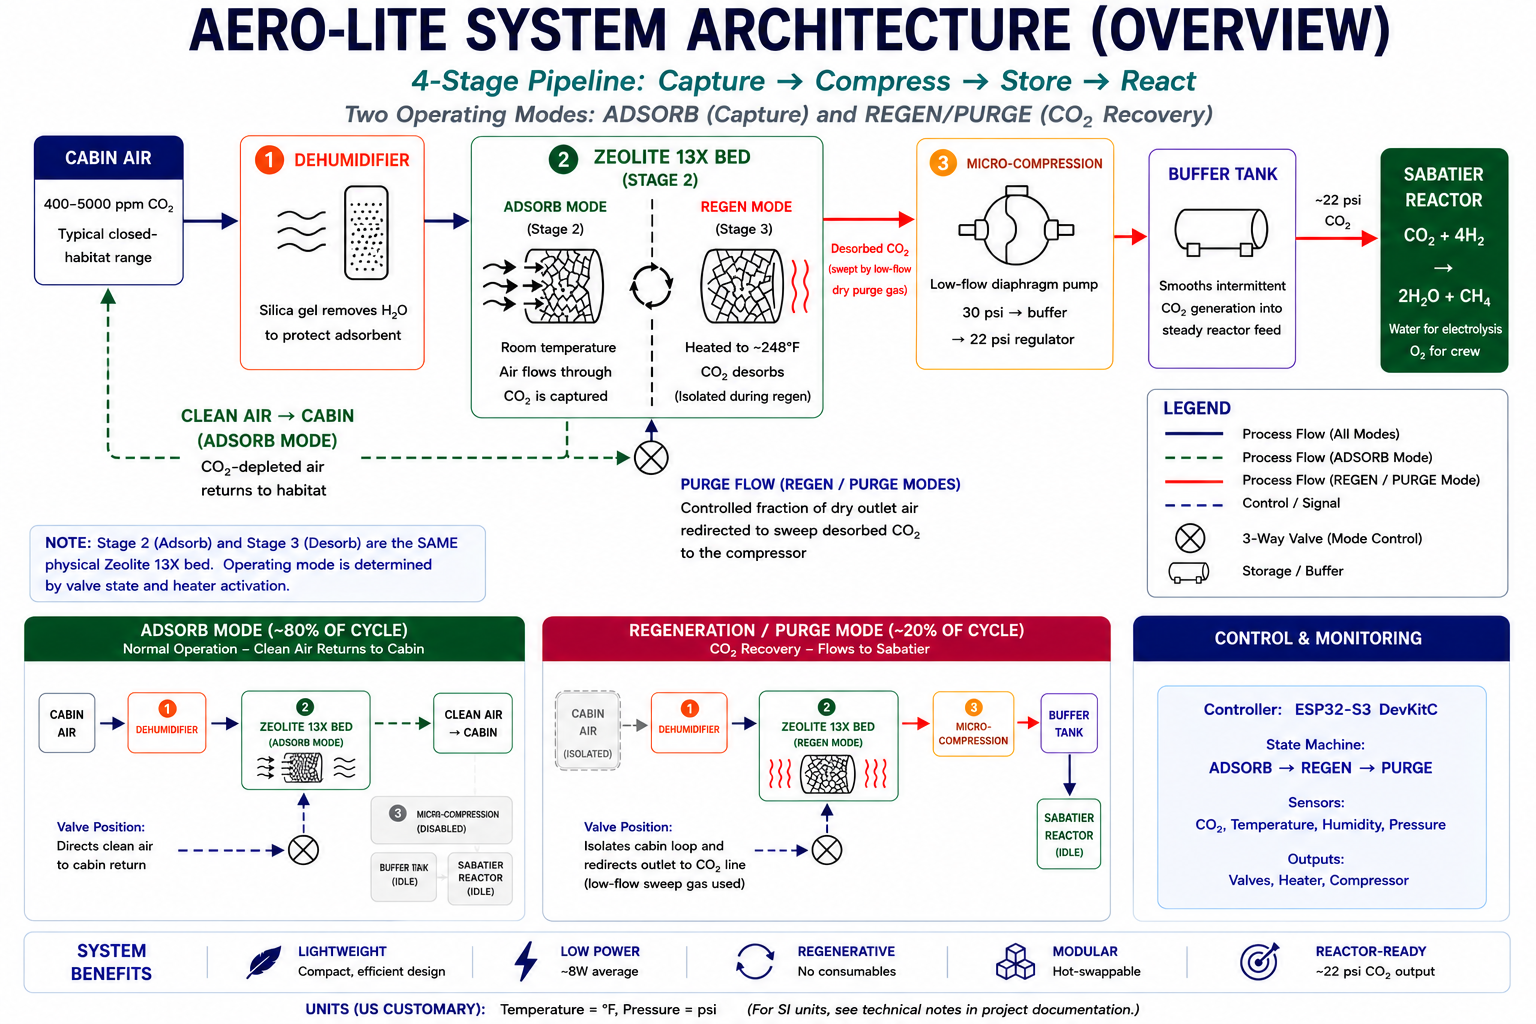 AERO-LITE SYSTEM ARCHITECTURE (OVERVIEW)
4-Stage Pipeline: Capture → Compress → Store → React
Two Operating Modes: ADSORB (Capture) and REGEN/PURGE (CO₂ Recovery)
CABIN AIR
400–5000 ppm CO₂
Typical closed-
habitat range
1 DEHUMIDIFIER
Silica gel removes H₂O
to protect adsorbent
2 ZEOLITE 13X BED
(STAGE 2)
ADSORB MODE
(Stage 2)
Room temperature
Air flows through
CO₂ is captured
REGEN MODE
(Stage 3)
Heated to ~248°F
CO₂ desorbs
(Isolated during regen)
Desorbed CO₂
(swept by low-flow
dry purge gas)
3 MICRO-COMPRESSION
Low-flow diaphragm pump
30 psi → buffer
→ 22 psi regulator
BUFFER TANK
Smooths intermittent
CO₂ generation into
steady reactor feed
~22 psi
CO₂
SABATIER
REACTOR
CO₂ + 4H₂
→
2H₂O + CH₄
Water for electrolysis
O₂ for crew
CLEAN AIR → CABIN
(ADSORB MODE)
CO₂-depleted air
returns to habitat
PURGE FLOW (REGEN / PURGE MODES)
Controlled fraction of dry outlet air
redirected to sweep desorbed CO₂
to the compressor
LEGEND
Process Flow (All Modes)
Process Flow (ADSORB Mode)
Process Flow (REGEN / PURGE Mode)
Control / Signal
3-Way Valve (Mode Control)
Storage / Buffer
NOTE: Stage 2 (Adsorb) and Stage 3 (Desorb) are the SAME
physical Zeolite 13X bed. Operating mode is determined
by valve state and heater activation.
ADSORB MODE (~80% OF CYCLE)
Normal Operation – Clean Air Returns to Cabin
CABIN
AIR
1
DEHUMIDIFIER
2
ZEOLITE 13X BED
(ADSORB MODE)
CLEAN AIR
→ CABIN
3 MICRO-COMPRESSION
(DISABLED)
BUFFER TANK
(IDLE)
SABATIER
REACTOR
(IDLE)
Valve Position:
Directs clean air
to cabin return
REGENERATION / PURGE MODE (~20% OF CYCLE)
CO₂ Recovery – Flows to Sabatier
CABIN
AIR
(ISOLATED)
1
DEHUMIDIFIER
2
ZEOLITE 13X BED
(REGEN MODE)
3
MICRO-
COMPRESSION
BUFFER
TANK
SABATIER
REACTOR
(IDLE)
Valve Position:
Isolates cabin loop and
redirects outlet to CO₂ line
(low-flow sweep gas used)
CONTROL & MONITORING
Controller: ESP32-S3 DevKitC
State Machine:
ADSORB → REGEN → PURGE
Sensors:
CO₂, Temperature, Humidity, Pressure
Outputs:
Valves, Heater, Compressor
SYSTEM
BENEFITS
LIGHTWEIGHT
Compact, efficient design
LOW POWER
~8W average
REGENERATIVE
No consumables
MODULAR
Hot-swappable
REACTOR-READY
~22 psi CO₂ output
UNITS (US CUSTOMARY): Temperature = °F, Pressure = psi (For SI units, see technical notes in project documentation.)